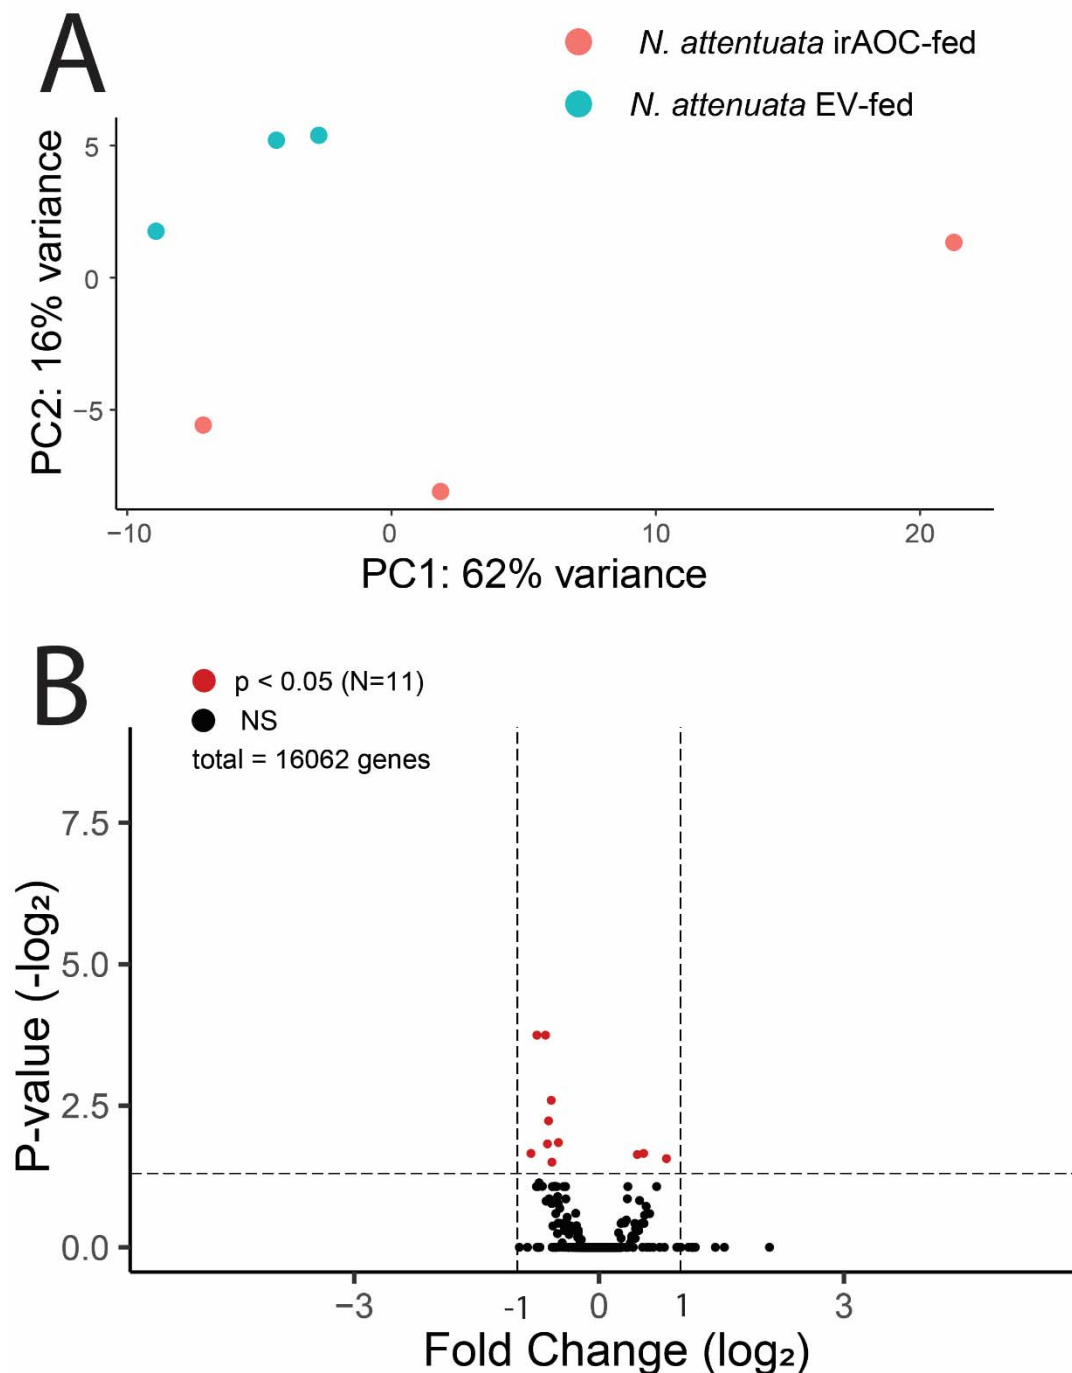 A
N. attentuata irAOC-fed
N. attenuata EV-fed
PC2: 16% variance
5
0
−5
−10
0
10
20
PC1: 62% variance
B
p < 0.05 (N=11)
NS
total = 16062 genes
P-value (-log₂)
7.5
5.0
2.5
0.0
−3
-1
0
1
3
Fold Change (log₂)